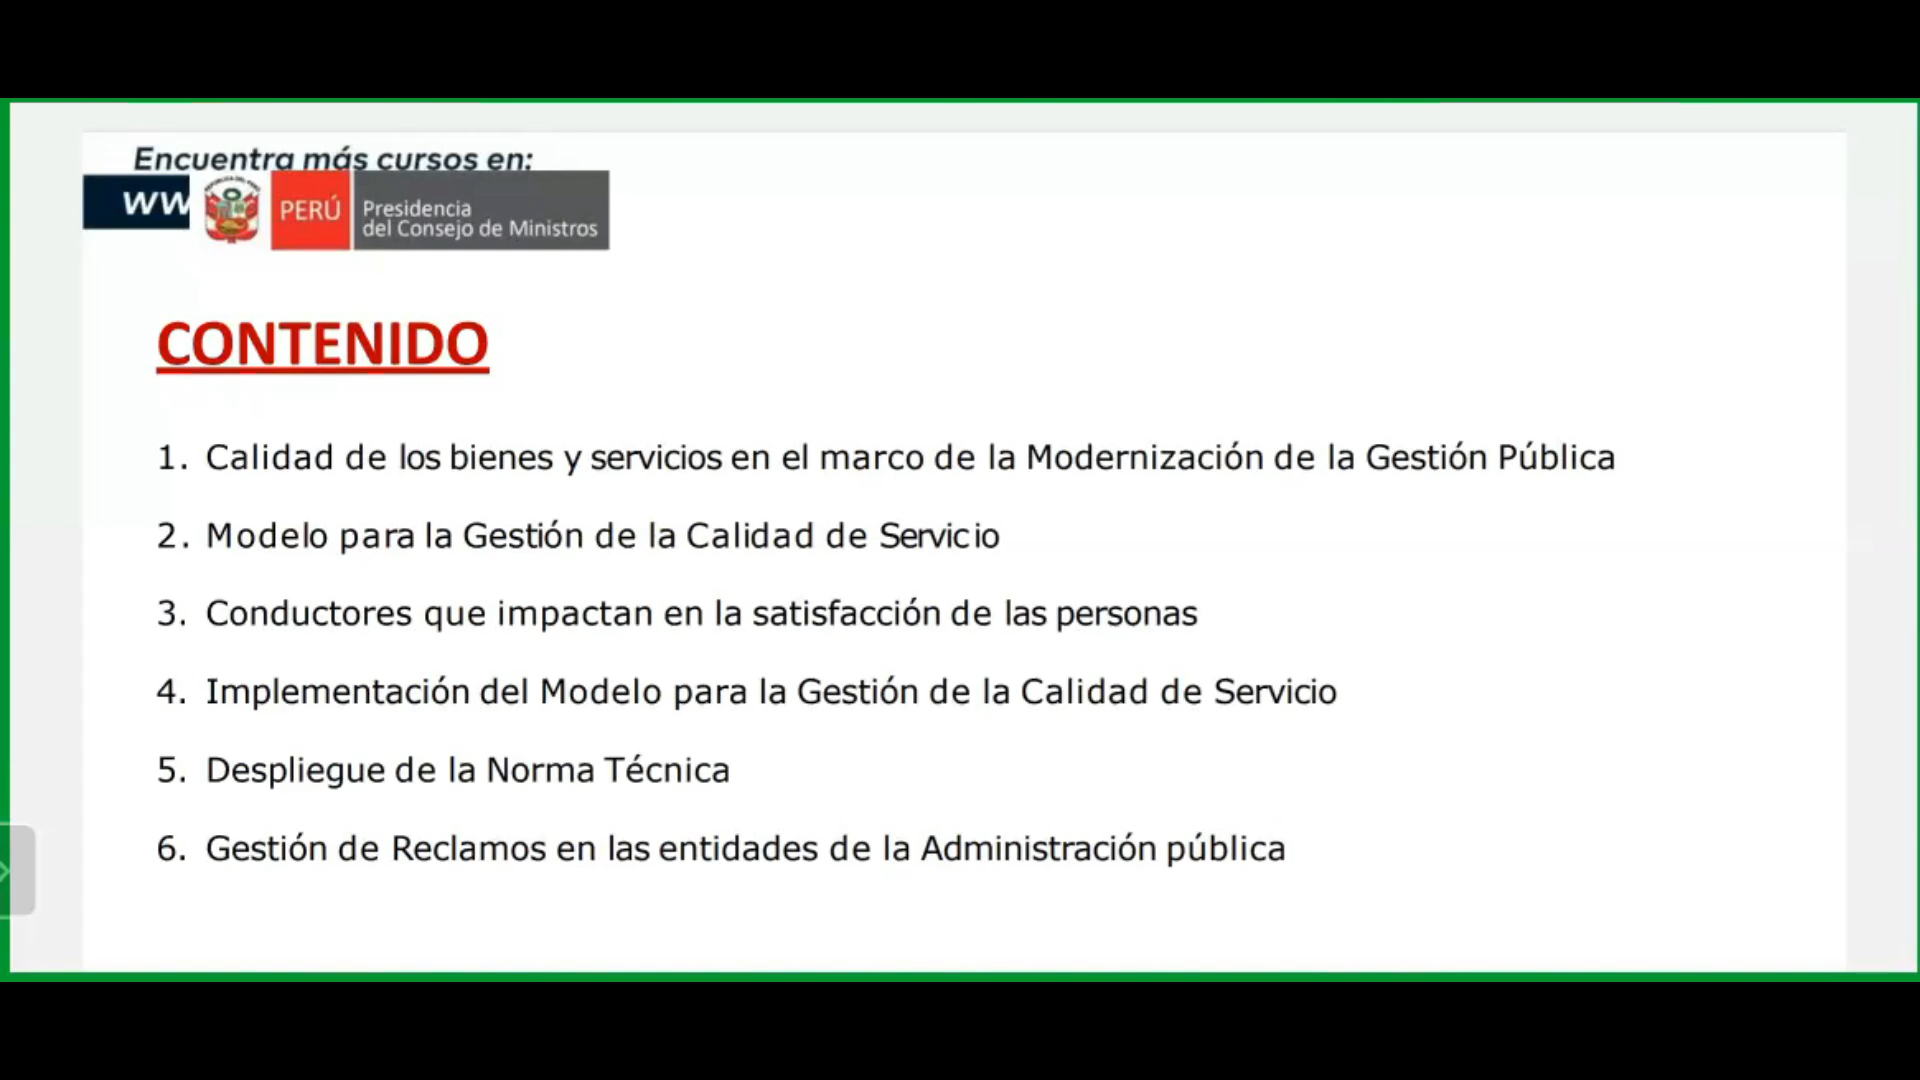 Encuentra más cursos en:
ww
PERÚ
Presidencia
del Consejo de Ministros
CONTENIDO
1. Calidad de los bienes y servicios en el marco de la Modernización de la Gestión Pública
2. Modelo para la Gestión de la Calidad de Servicio
3. Conductores que impactan en la satisfacción de las personas
4. Implementación del Modelo para la Gestión de la Calidad de Servicio
5. Despliegue de la Norma Técnica
6. Gestión de Reclamos en las entidades de la Administración pública